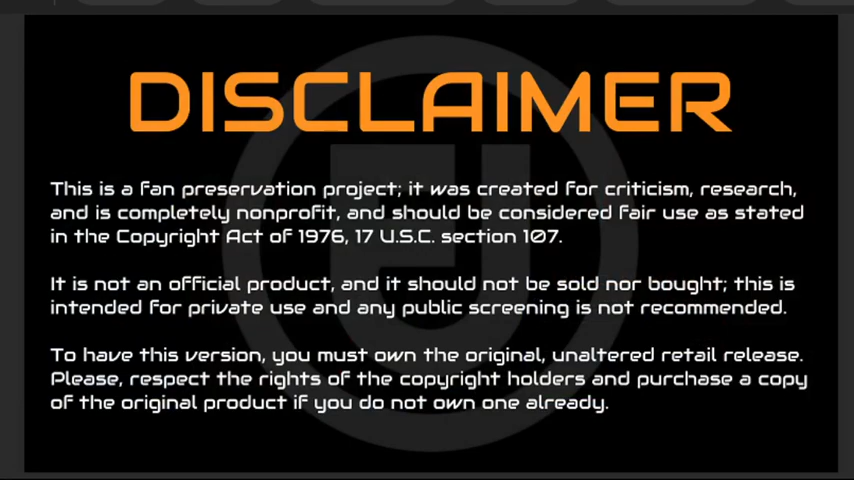 DISCLAIMER
This is a fan preservation project; it was created for criticism, research,
and is completely nonprofit, and should be considered fair use as stated
in the Copyright Act of 1976, 17 U.S.C. section 107.
It is not an official product, and it should not be sold nor bought; this is
intended for private use and any public screening is not recommended.
To have this version, you must own the original, unaltered retail release.
Please, respect the rights of the copyright holders and purchase a copy
of the original product if you do not own one already.